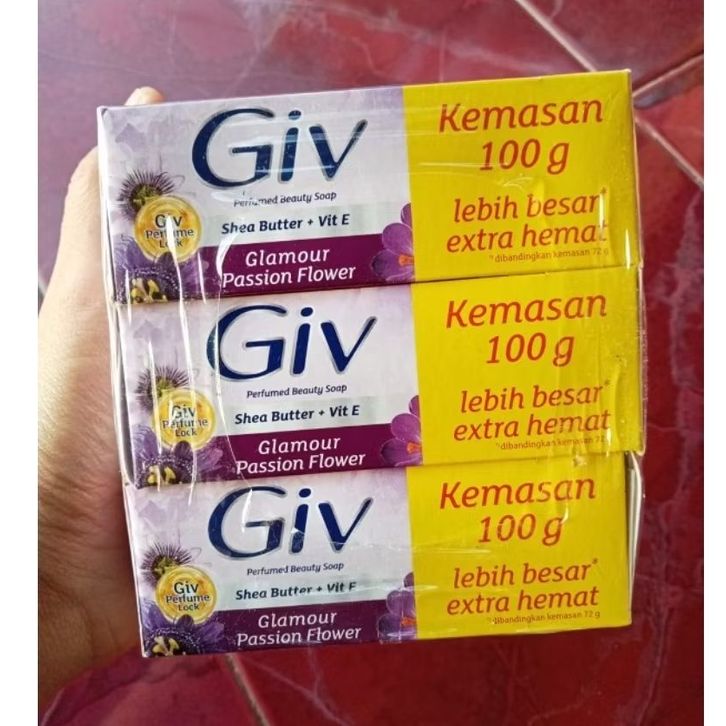 Giv
Perfumed Beauty Soap
Shea Butter + Vit E
Giv
Perfume
Lock
Glamour
Passion Flower
Kemasan
100 g
lebih besar*
extra hemat
*) dibandingkan kemasan 72 g
Giv
Perfumed Beauty Soap
Shea Butter + Vit E
Giv
Perfume
Lock
Glamour
Passion Flower
Kemasan
100 g
lebih besar*
extra hemat
*) dibandingkan kemasan 72 g
Giv
Perfumed Beauty Soap
Shea Butter + Vit E
Giv
Perfume
Lock
Glamour
Passion Flower
Kemasan
100 g
lebih besar*
extra hemat
*) dibandingkan kemasan 72 g